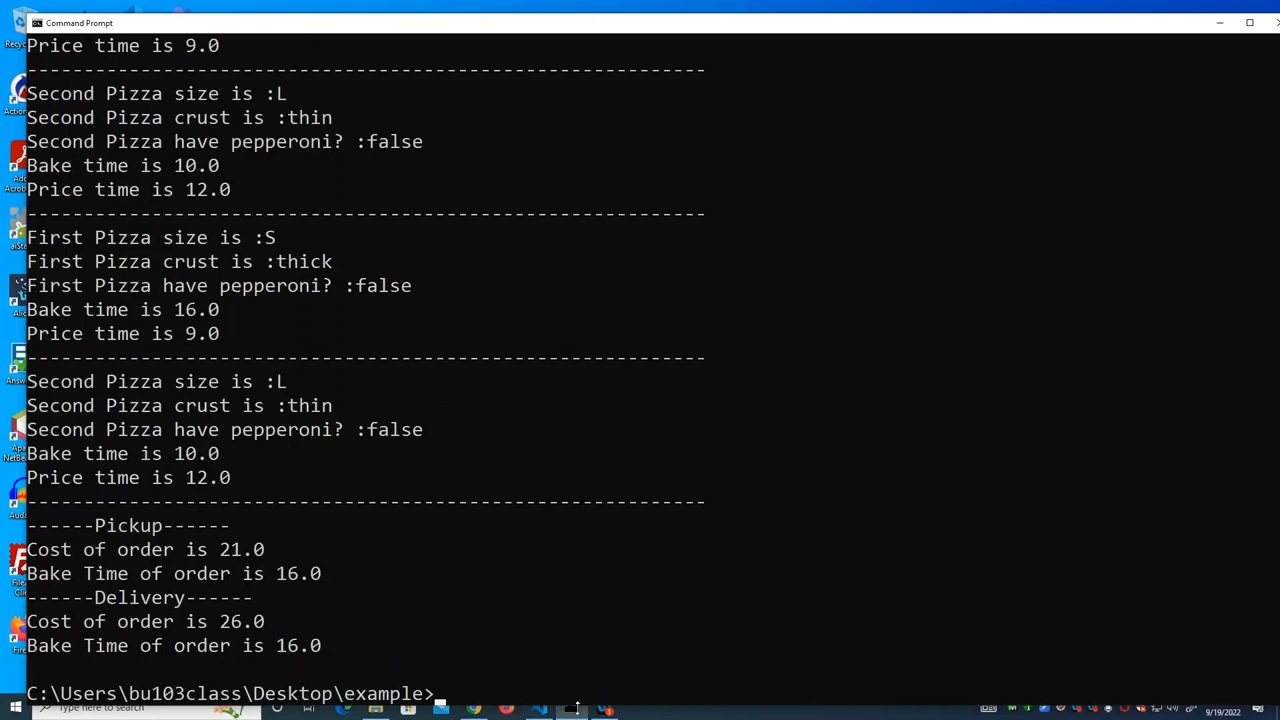 Recyc
Command Prompt
Price time is 9.0
------------------------------------------------------------
Second Pizza size is :L
Second Pizza crust is :thin
Second Pizza have pepperoni? :false
Bake time is 10.0
Price time is 12.0
------------------------------------------------------------
First Pizza size is :S
First Pizza crust is :thick
First Pizza have pepperoni? :false
Bake time is 16.0
Price time is 9.0
------------------------------------------------------------
Second Pizza size is :L
Second Pizza crust is :thin
Second Pizza have pepperoni? :false
Bake time is 10.0
Price time is 12.0
------------------------------------------------------------
------Pickup------
Cost of order is 21.0
Bake Time of order is 16.0
------Delivery------
Cost of order is 26.0
Bake Time of order is 16.0
C:\Users\bu103class\Desktop\example>
Type here to search
9/19/2022